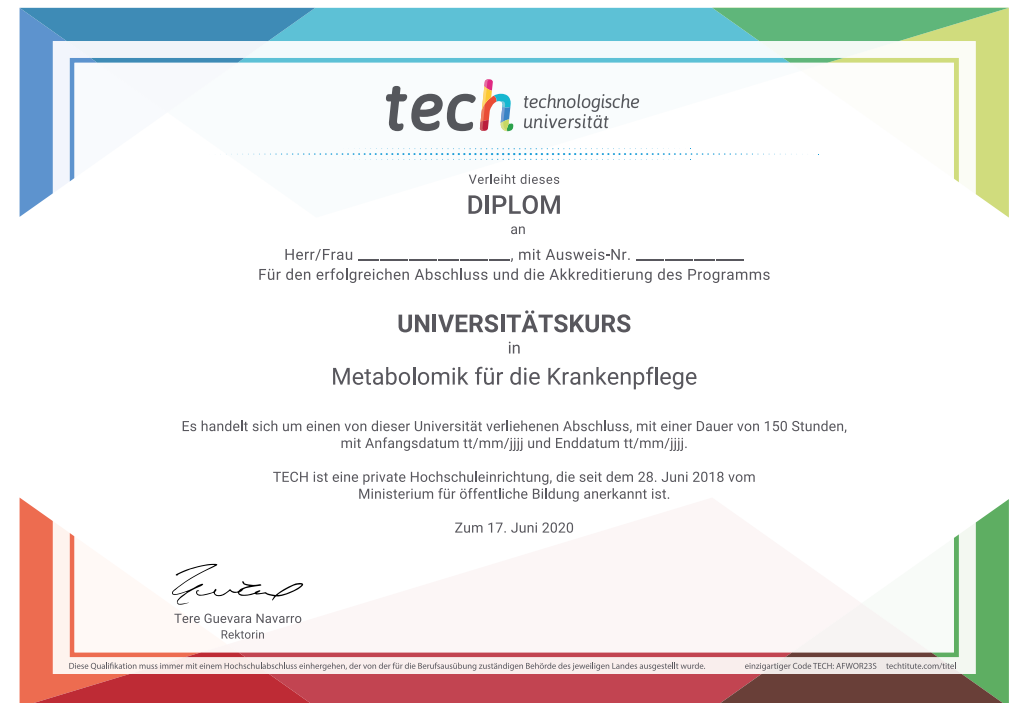 tech technologische
universität
Verleiht dieses
DIPLOM
an
Herr/Frau ____________________, mit Ausweis-Nr. ______________
Für den erfolgreichen Abschluss und die Akkreditierung des Programms
UNIVERSITÄTSKURS
in
Metabolomik für die Krankenpflege
Es handelt sich um einen von dieser Universität verliehenen Abschluss, mit einer Dauer von 150 Stunden,
mit Anfangsdatum tt/mm/jjjj und Enddatum tt/mm/jjjj.
TECH ist eine private Hochschuleinrichtung, die seit dem 28. Juni 2018 vom
Ministerium für öffentliche Bildung anerkannt ist.
Zum 17. Juni 2020
Tere Guevara Navarro
Rektorin
Diese Qualifikation muss immer mit einem Hochschulabschluss einhergehen, der von der für die Berufsausübung zuständigen Behörde des jeweiligen Landes ausgestellt wurde. einzigartiger Code TECH: AFWOR23S techtitute.com/titel